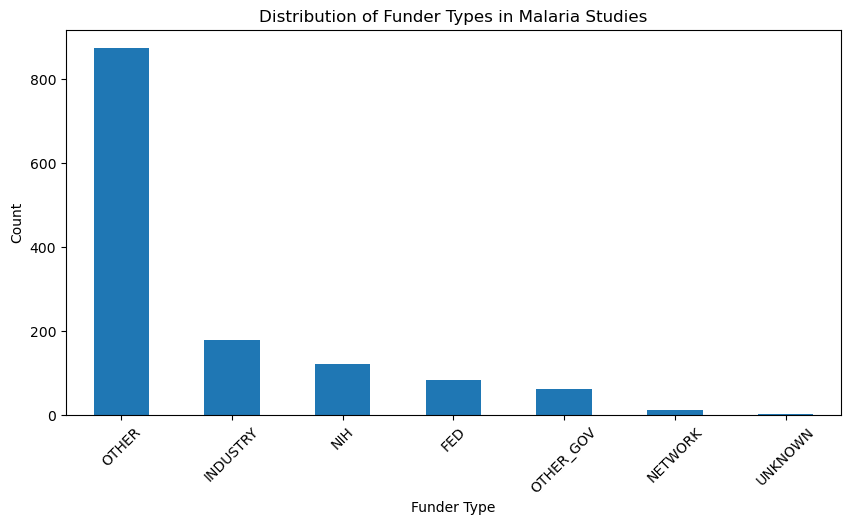 Distribution of Funder Types in Malaria Studies
Count
800
600
400
200
0
OTHER
INDUSTRY
NIH
FED
OTHER_GOV
NETWORK
UNKNOWN
Funder Type